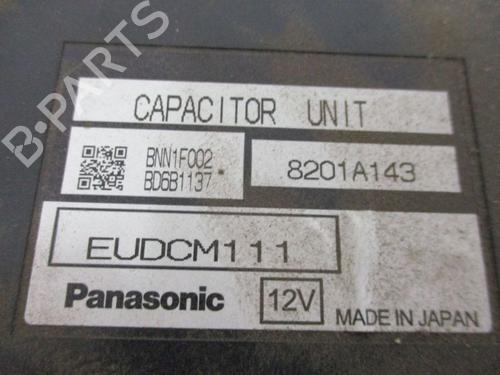 CAPACITOR UNIT
BNN1F002
BD6B1137
8201A143
EUDCM111
Panasonic
12V
MADE IN JAPAN
B-PARTS